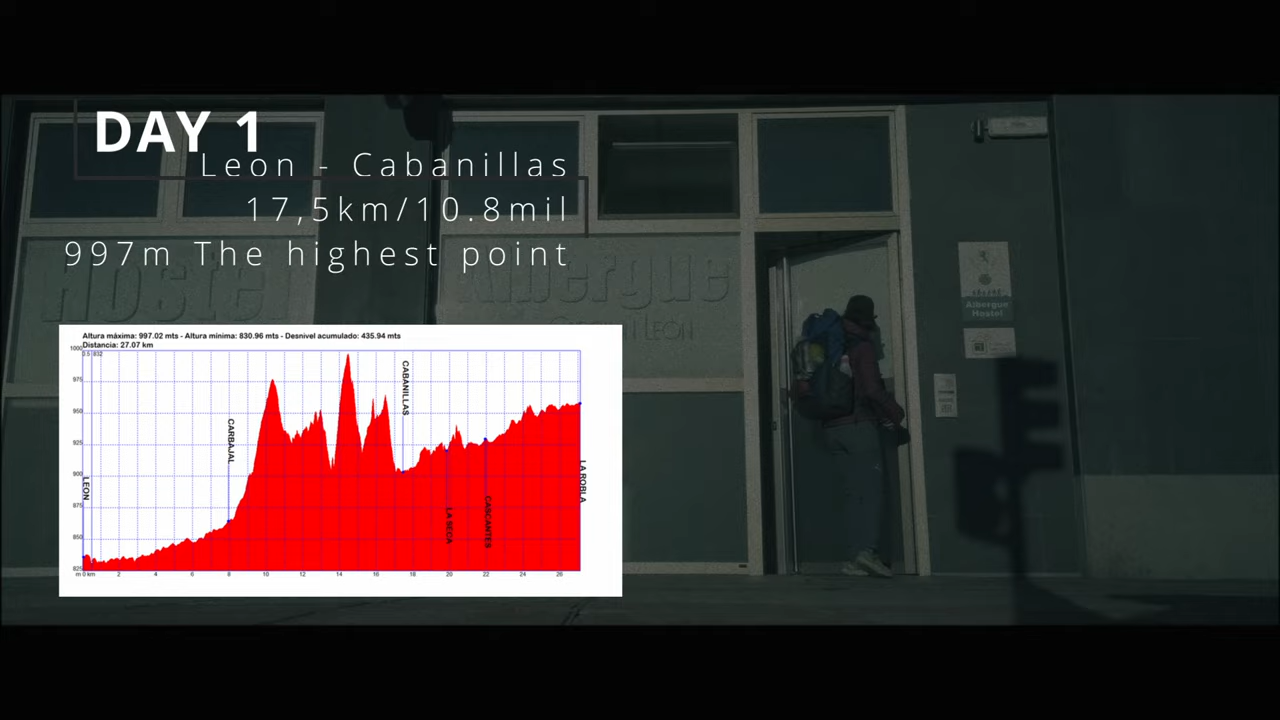 DAY 1
Leon - Cabanillas
17,5km/10.8mil
997m The highest point
Hoste
Albergue
LEON
Albergue
Hostel
Altura máxima: 997.02 mts - Altura mínima: 830.96 mts - Desnivel acumulado: 435.94 mts
Distancia: 27.07 km
1000
975
950
925
900
875
850
825
LEON
CARBAJAL
CABANILLAS
LA SECA
CASCANTES
LA ROBLA
m 0 km 2 4 6 8 10 12 14 16 18 20 22 24 26